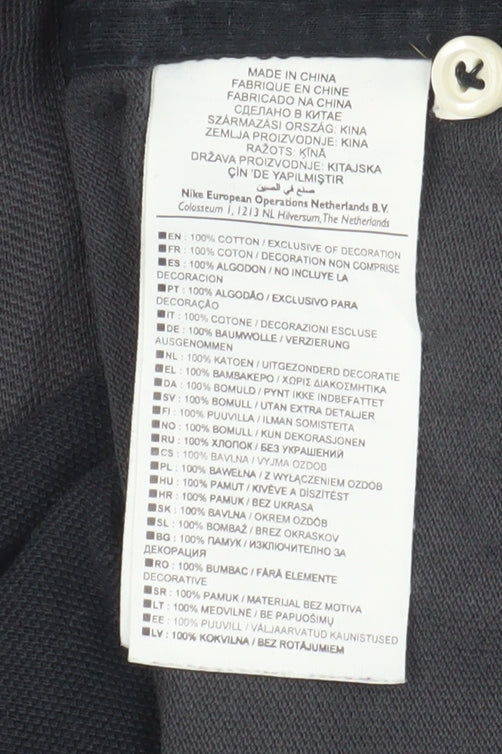 MADE IN CHINA
FABRIQUE EN CHINE
FABRICADO NA CHINA
СДЕЛАНО В КИТАЕ
SZÁRMAZÁSI ORSZÁG: KINA
ZEMLJA PROIZVODNJE: KINA
RAŽOTS: ĶĪNĀ
DRŽAVA PROIZVODNJE: KITAJSKA
ÇİN 'DE YAPILMIŞTIR
صنع في الصين
Nike European Operations Netherlands B.V.
Colosseum 1, 1213 NL Hilversum, The Netherlands
EN : 100% COTTON / EXCLUSIVE OF DECORATION
FR : 100% COTON / DECORATION NON COMPRISE
ES : 100% ALGODON / NO INCLUYE LA
DECORACION
PT : 100% ALGODÃO / EXCLUSIVO PARA
DECORAÇÃO
IT : 100% COTONE / DECORAZIONI ESCLUSE
DE : 100% BAUMWOLLE / VERZIERUNG
AUSGENOMMEN
NL : 100% KATOEN / UITGEZONDERD DECORATIE
EL : 100% ΒΑΜΒΑΚΕΡΟ / ΧΩΡΙΣ ΔΙΑΚΟΣΜΗΤΙΚΑ
DA : 100% BOMULD / PYNT IKKE INDBEFATTET
SV : 100% BOMULL / UTAN EXTRA DETALJER
FI : 100% PUUVILLA / ILMAN SOMISTEITA
NO : 100% BOMULL / KUN DEKORASJONEN
RU : 100% ХЛОПОК / БЕЗ УКРАШЕНИЙ
CS : 100% BAVLNA / VYJMA OZDOB
PL : 100% BAWEŁNA / Z WYŁĄCZENIEM OZDÓB
HU : 100% PAMUT / KIVÉVE A DÍSZITÉST
HR : 100% PAMUK / BEZ UKRASA
SK : 100% BAVLNA / OKREM OZDÔB
SL : 100% BOMBAŽ / BREZ OKRASKOV
BG : 100% ПАМУК / ИЗКЛЮЧИТЕЛНО ЗА
ДЕКОРАЦИЯ
RO : 100% BUMBAC / FĂRĂ ELEMENTE
DECORATIVE
SR : 100% PAMUK / MATERIJAL BEZ MOTIVA
LT : 100% MEDVILNĖ / BE PAPUOŠIMŲ
EE : 100% PUUVILL / VÄLJAARVATUD KAUNISTUSED
LV : 100% KOKVILNA / BEZ ROTĀJUMIEM